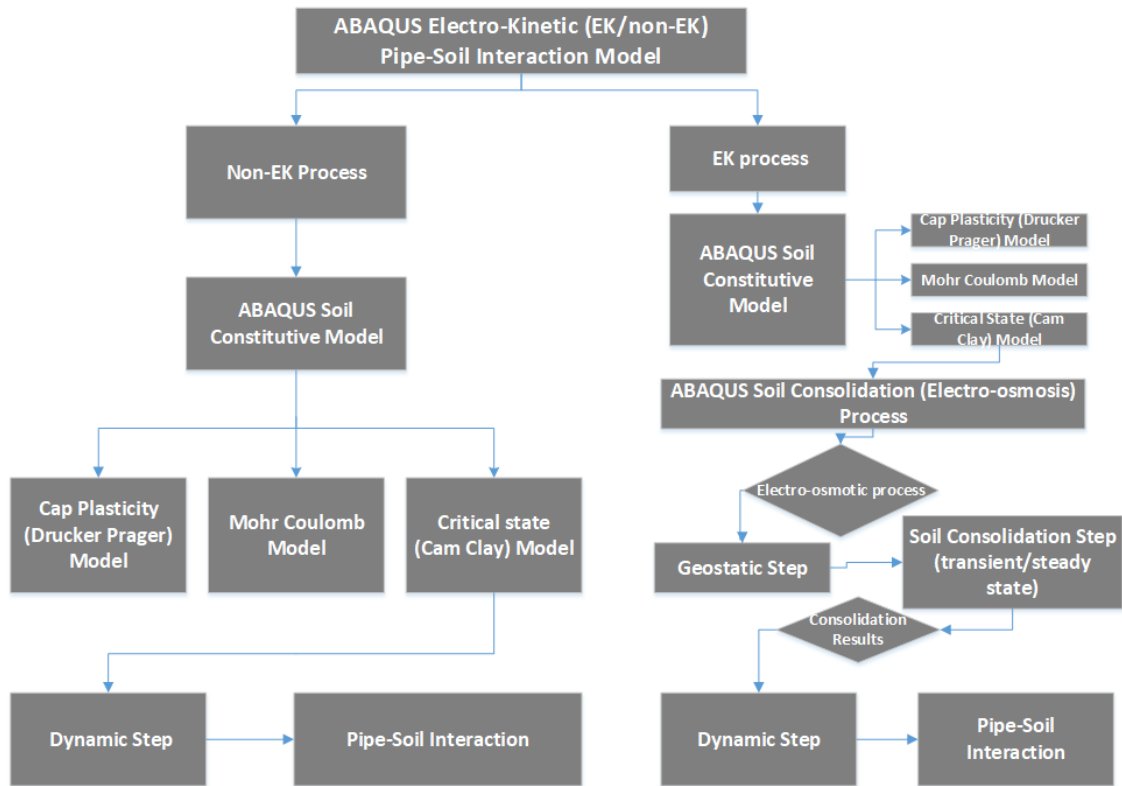 ABAQUS Electro-Kinetic (EK/non-EK)
Pipe-Soil Interaction Model
Non-EK Process
ABAQUS Soil
Constitutive Model
Cap Plasticity
(Drucker Prager)
Model
Mohr Coulomb
Model
Critical state
(Cam Clay) Model
Dynamic Step
Pipe-Soil Interaction
EK process
ABAQUS Soil
Constitutive
Model
Cap Plasticity (Drucker
Prager) Model
Mohr Coulomb Model
Critical State (Cam
Clay) Model
ABAQUS Soil Consolidation (Electro-osmosis)
Process
Electro-osmotic process
Geostatic Step
Soil Consolidation Step
(transient/steady
state)
Consolidation
Results
Dynamic Step
Pipe-Soil
Interaction